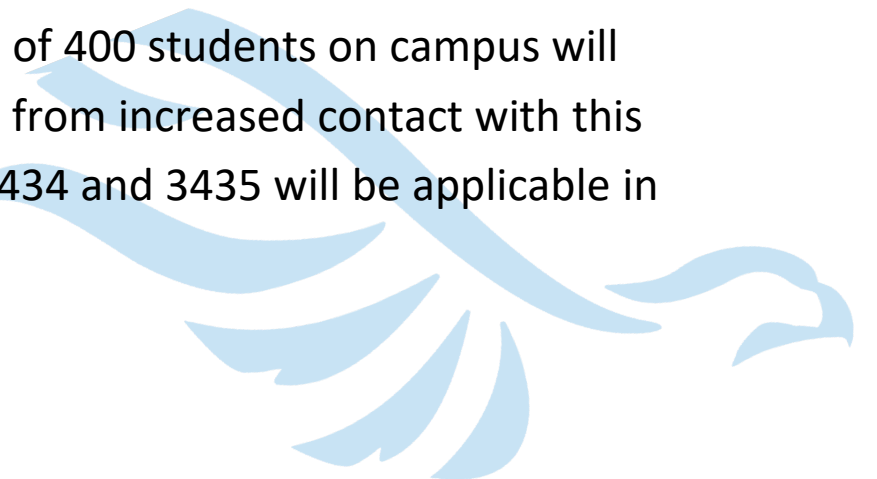 of 400 students on campus will
from increased contact with this
434 and 3435 will be applicable in